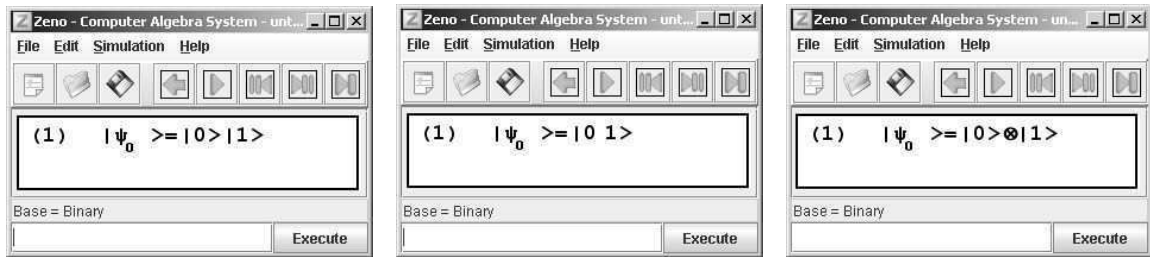 Zeno - Computer Algebra System - unt...
File Edit Simulation Help
(1) |ψ₀ >=|0>|1>
Base = Binary
Execute
Zeno - Computer Algebra System - unt...
File Edit Simulation Help
(1) |ψ₀ >=|0 1>
Base = Binary
Execute
Zeno - Computer Algebra System - un...
File Edit Simulation Help
(1) |ψ₀ >=|0>⊗|1>
Base = Binary
Execute